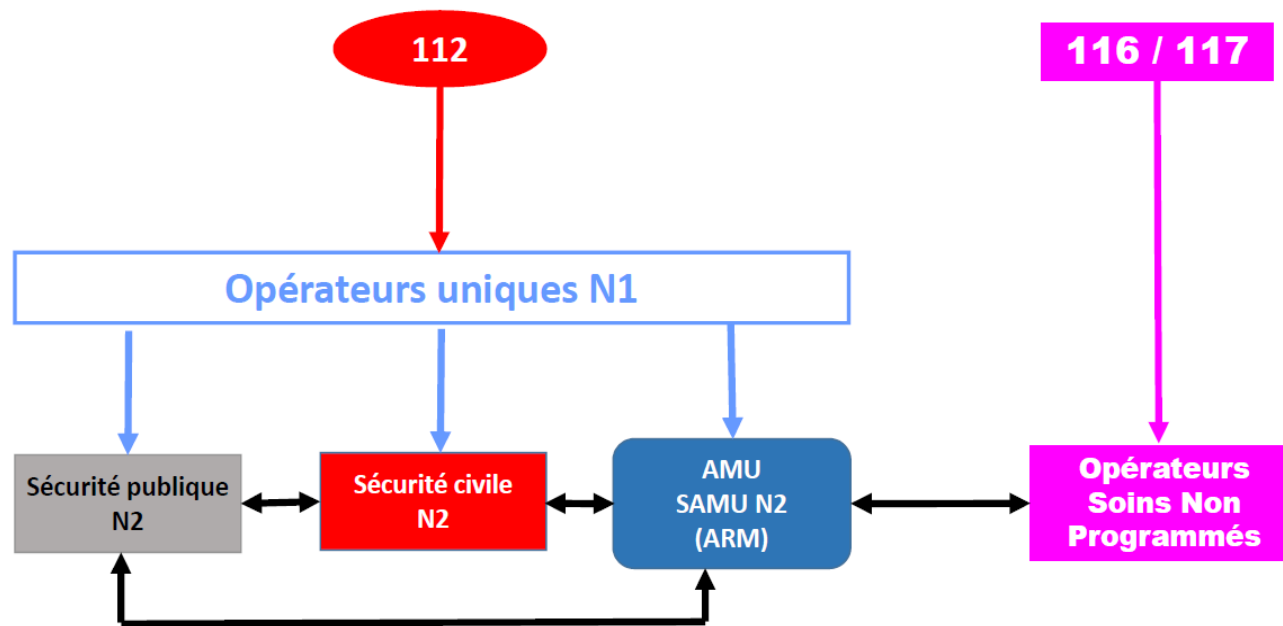 112
116 / 117
Opérateurs uniques N1
Sécurité publique
N2
Sécurité civile
N2
AMU
SAMU N2
(ARM)
Opérateurs
Soins Non
Programmés